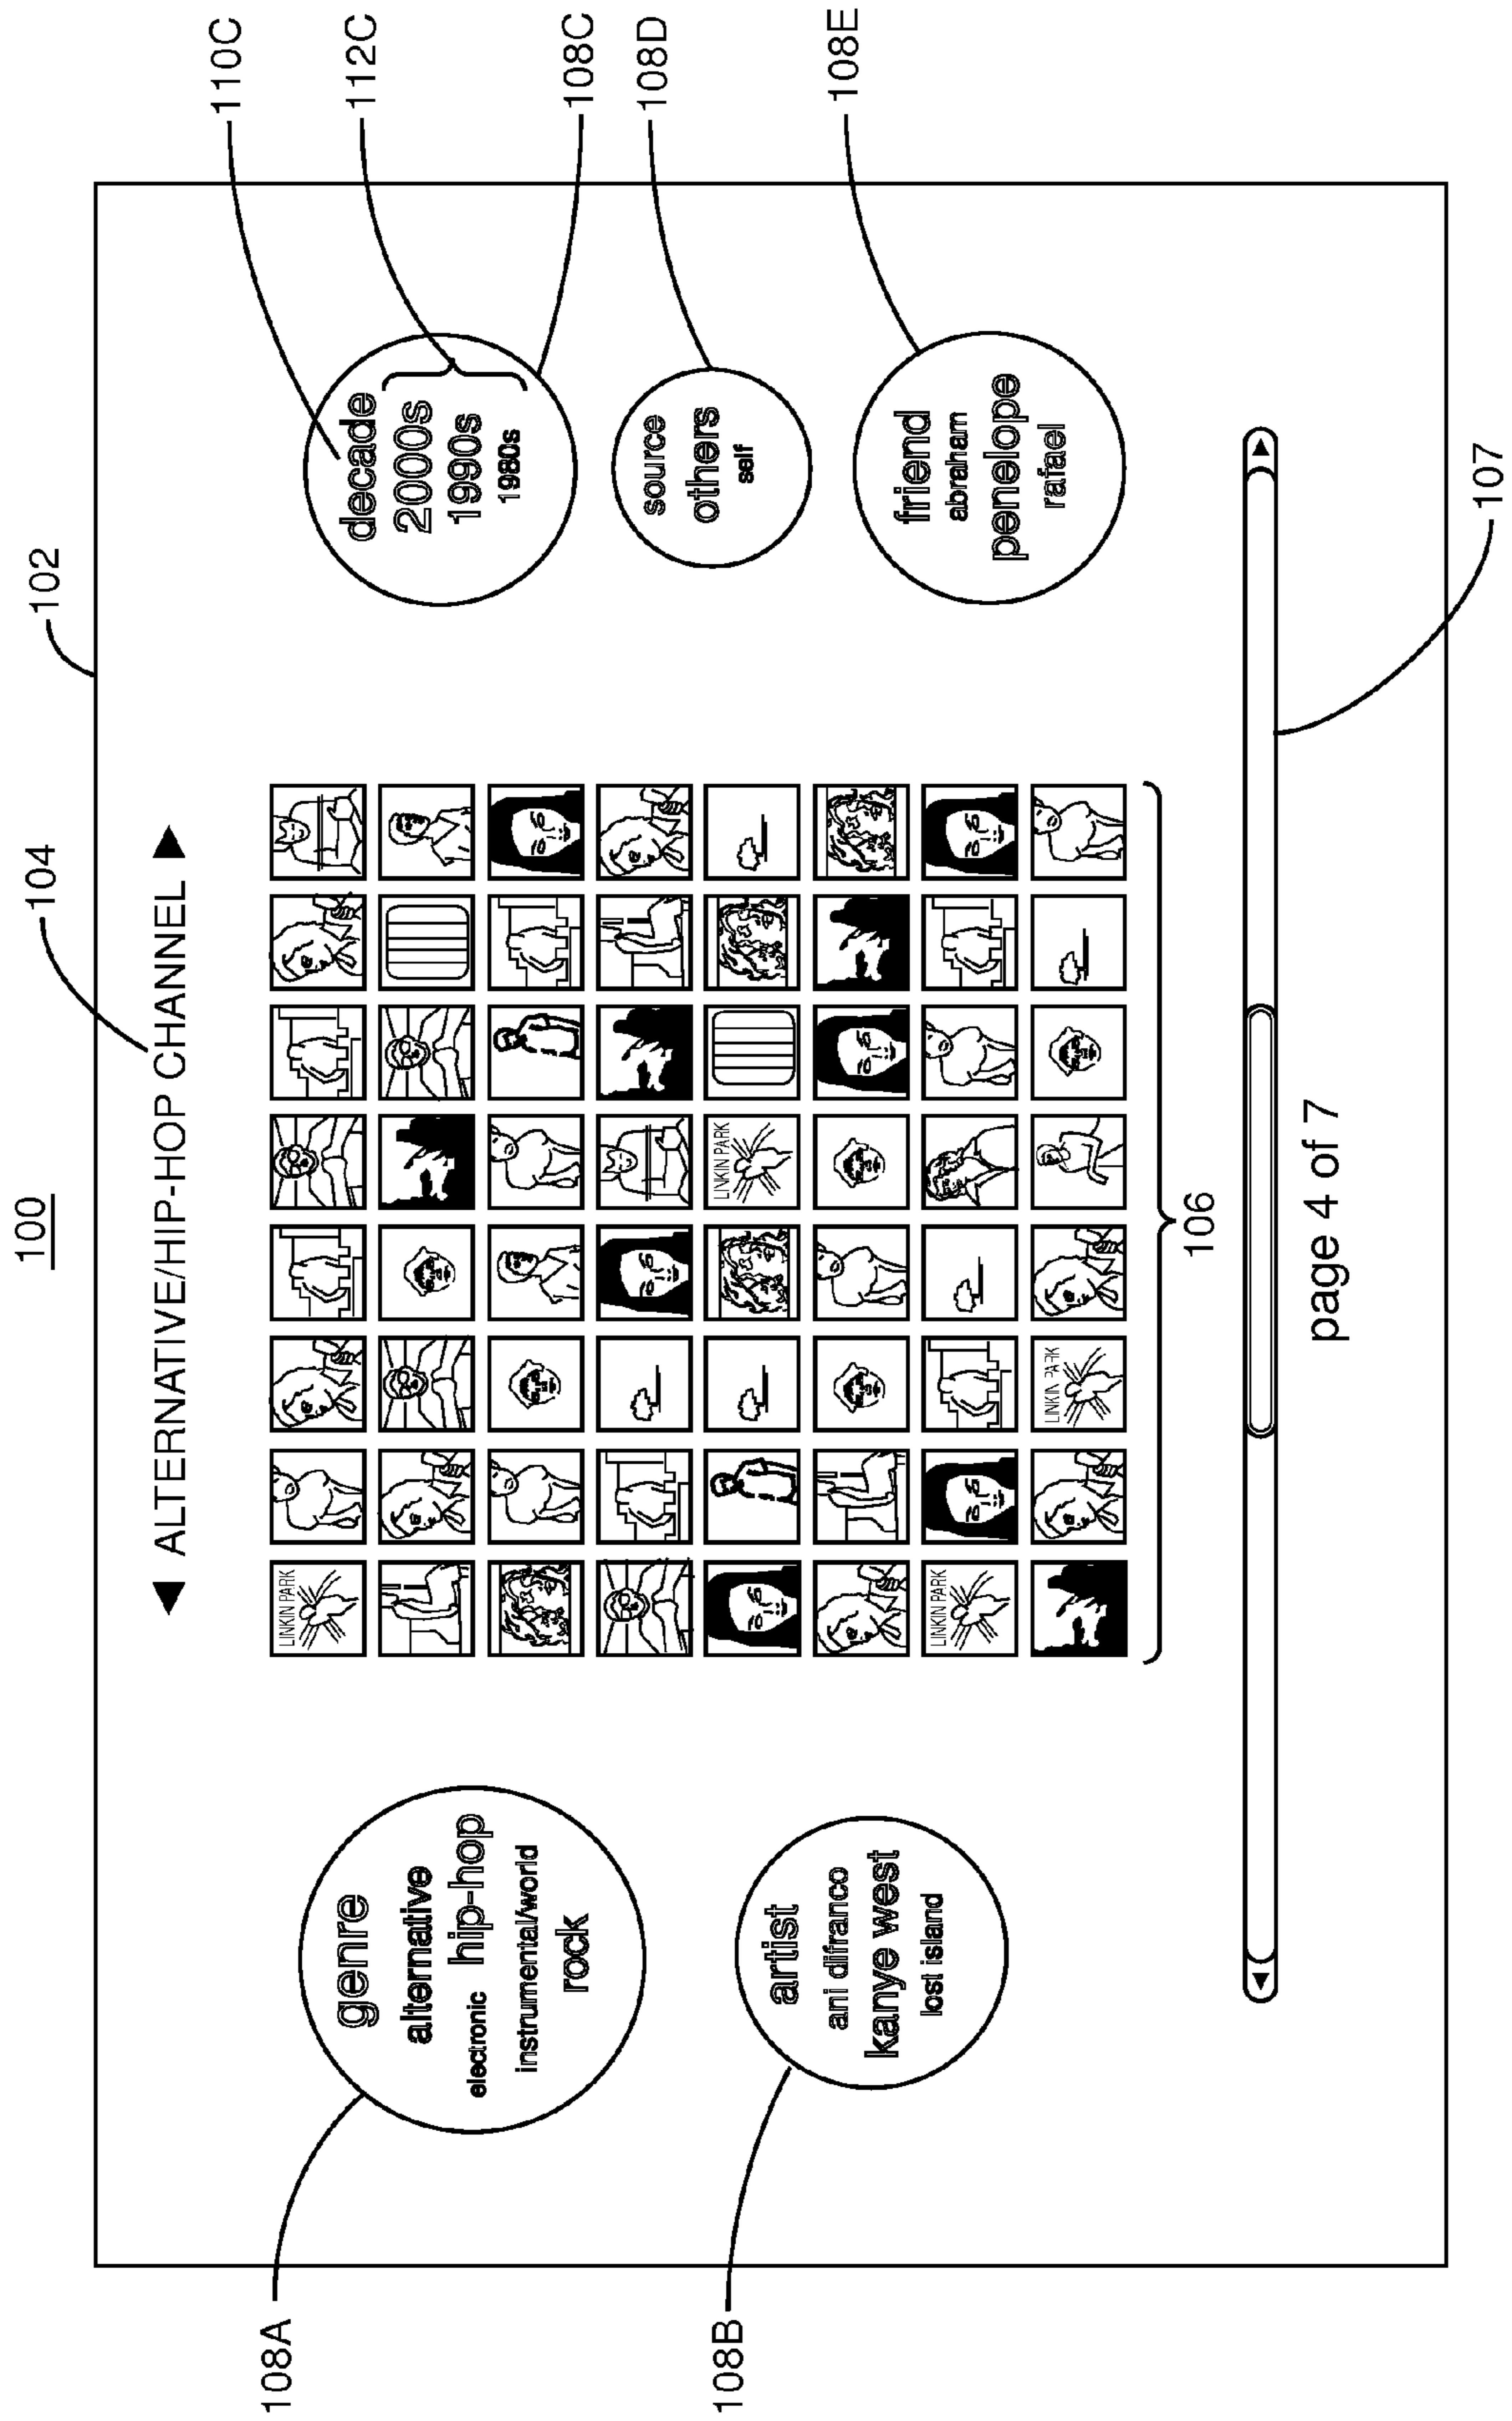 100
102
104
◄ ALTERNATIVE/HIP-HOP CHANNEL ►
108A
genre
alternative
electronic hip-hop
instrumental/world
rock
108B
artist
ani difranco
kanye west
lost island
LINKIN PARK
LINKIN PARK
LINKIN PARK
LINKIN PARK
106
decade
2000s
1990s
1980s
110C
112C
108C
source
others
self
108D
friend
abraham
penelope
rafael
108E
107
page 4 of 7